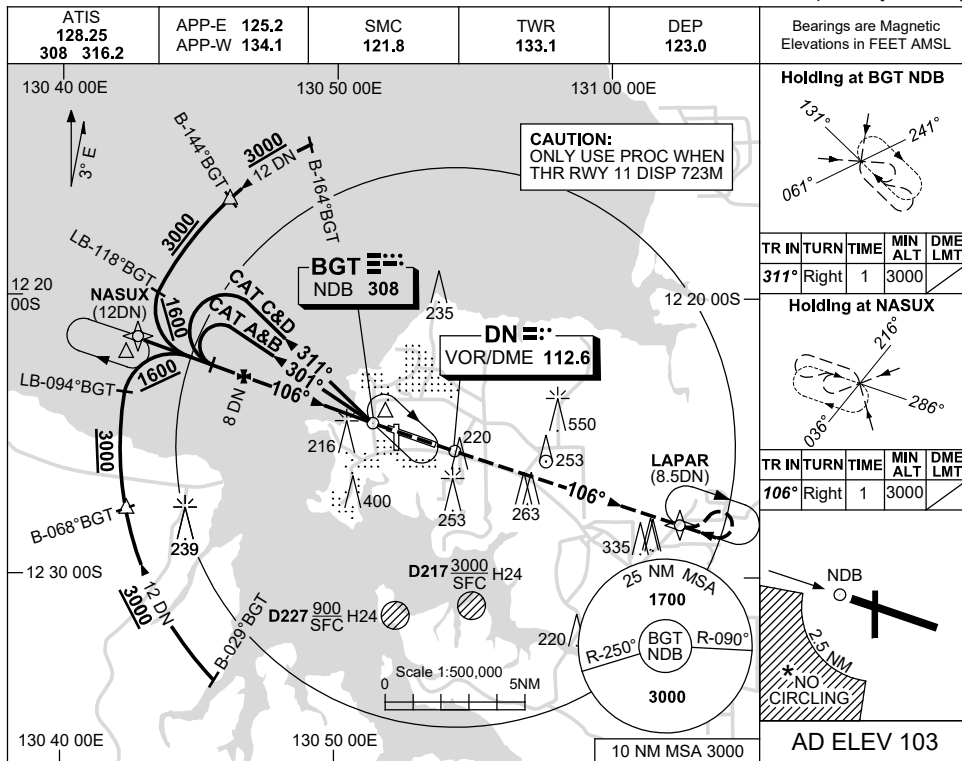 ATIS
128.25
308 316.2
APP-E 125.2
APP-W 134.1
SMC
121.8
TWR
133.1
DEP
123.0
Bearings are Magnetic
Elevations in FEET AMSL
130 40 00E
130 50 00E
131 00 00E
3° E
B-144°BGT
3000
12 DN
B-164°BGT
CAUTION:
ONLY USE PROC WHEN
THR RWY 11 DISP 723M
3000
LB-118°BGT
BGT
NDB 308
12 20
00S
12 20 00S
NASUX
(12DN)
1600
CAT C&D
CAT A&B
311°
301°
235
DN
VOR/DME 112.6
1600
LB-094°BGT
8 DN
106°
3000
216
220
550
253
400
253
263
106°
LAPAR
(8.5DN)
B-068°BGT
239
335
12 30 00S
12 DN
3000
B-029°BGT
D217 3000
SFC
H24
D227 900
SFC
H24
220
25 NM MSA
1700
R-250°
BGT
NDB
R-090°
3000
Scale 1:500,000
0
5NM
130 40 00E
130 50 00E
10 NM MSA 3000
Holding at BGT NDB
131°
241°
061°
TR IN TURN TIME MIN ALT DME LMT
311° Right 1 3000
Holding at NASUX
216°
286°
036°
TR IN TURN TIME MIN ALT DME LMT
106° Right 1 3000
NDB
2.5 NM
*NO
CIRCLING
AD ELEV 103